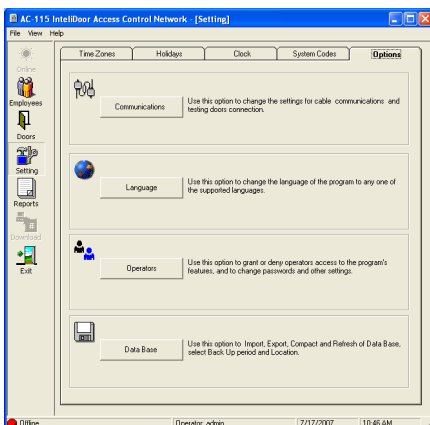 AC-115 InteliDoor Access Control Network - [Setting]
File View Help
Time Zones Holidays Clock System Codes Options
Online
Employees
Doors
Setting
Reports
Download
Exit
Communications
Use this option to change the settings for cable communications and
testing doors connection.
Language
Use this option to change the language of the program to any one of
the supported languages.
Operators
Use this option to grant or deny operators access to the program's
features, and to change passwords and other settings.
Data Base
Use this option to Import, Export, Compact and Refresh of Data Base,
select Back Up period and Location.
Offline Operator: admin 7/17/2007 10:46 AM